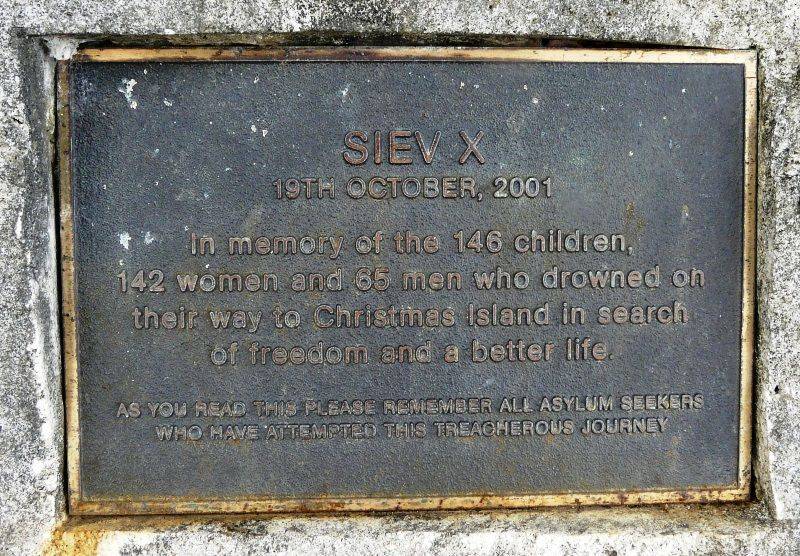 SIEV X
19TH OCTOBER, 2001
In memory of the 146 children,
142 women and 65 men who drowned on
their way to Christmas Island in search
of freedom and a better life.
AS YOU READ THIS PLEASE REMEMBER ALL ASYLUM SEEKERS
WHO HAVE ATTEMPTED THIS TREACHEROUS JOURNEY